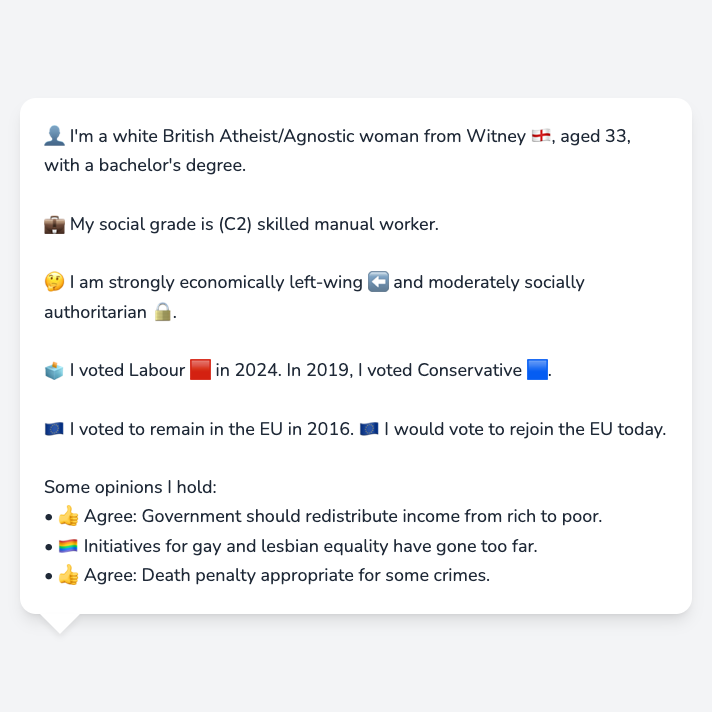 👤 I'm a white British Atheist/Agnostic woman from Witney 🏴󠁧󠁢󠁥󠁮󠁧󠁿, aged 33,
with a bachelor's degree.
💼 My social grade is (C2) skilled manual worker.
🤔 I am strongly economically left-wing ⬅️ and moderately socially
authoritarian 🔒.
🗳️ I voted Labour 🟥 in 2024. In 2019, I voted Conservative 🟦.
🇪🇺 I voted to remain in the EU in 2016. 🇪🇺 I would vote to rejoin the EU today.
Some opinions I hold:
• 👍 Agree: Government should redistribute income from rich to poor.
• 🏳️‍🌈 Initiatives for gay and lesbian equality have gone too far.
• 👍 Agree: Death penalty appropriate for some crimes.